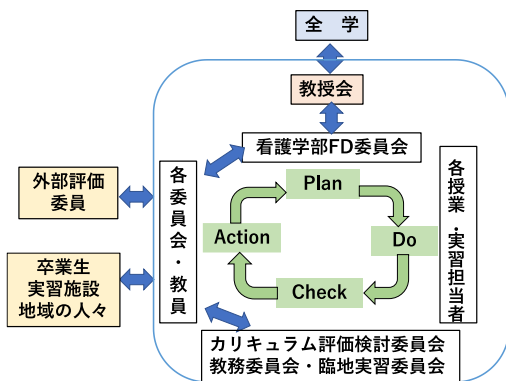 全 学
教授会
看護学部FD委員会
外部評価
委員
卒業生
実習施設
地域の人々
各委員会・教員
Plan
Do
Check
Action
各授業・実習担当者
カリキュラム評価検討委員会
教務委員会・臨地実習委員会